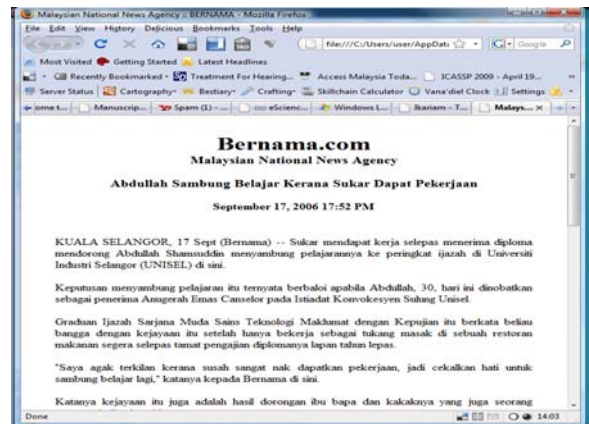 Malaysian National News Agency :: BERNAMA - Mozilla Firefox
File Edit View History Delicious Bookmarks Tools Help
file:///C:/Users/user/AppData Google
Most Visited Getting Started Latest Headlines
Recently Bookmarked Treatment For Hearing... Access Malaysia Toda... ICASSP 2009 - April 19...
Server Status Cartography Bestiary Crafting Skillchain Calculator Vana'diel Clock Settings
ome t... Manuscrip... Spam (1) - ... eScienc... Windows L... Ikariam - T... Malays...
Bernama.com
Malaysian National News Agency
Abdullah Sambung Belajar Kerana Sukar Dapat Pekerjaan
September 17, 2006 17:52 PM
KUALA SELANGOR, 17 Sept (Bernama) -- Sukar mendapat kerja selepas menerima diploma
mendorong Abdullah Shamsuddin menyambung pelajarannya ke peringkat ijazah di Universiti
Industri Selangor (UNISEL) di sini.
Keputusan menyambung pelajaran itu ternyata berbaloi apabila Abdullah, 30, hari ini dinobatkan
sebagai penerima Anugerah Emas Canselor pada Istiadat Konvokesyen Sulung Unisel.
Graduan Ijazah Sarjana Muda Sains Teknologi Maklumat dengan Kepujian itu berkata beliau
bangga dengan kejayaan itu setelah hanya bekerja sebagai tukang masak di sebuah restoran
makanan segera selepas tamat pengajian diplomanya lapan tahun lepas.
"Saya agak terkilan kerana susah sangat nak dapatkan pekerjaan, jadi cekalkan hati untuk
sambung belajar lagi," katanya kepada Bernama di sini.
Katanya kejayaan itu juga adalah hasil dorongan ibu bapa dan kakaknya yang juga seorang
Done 14:03